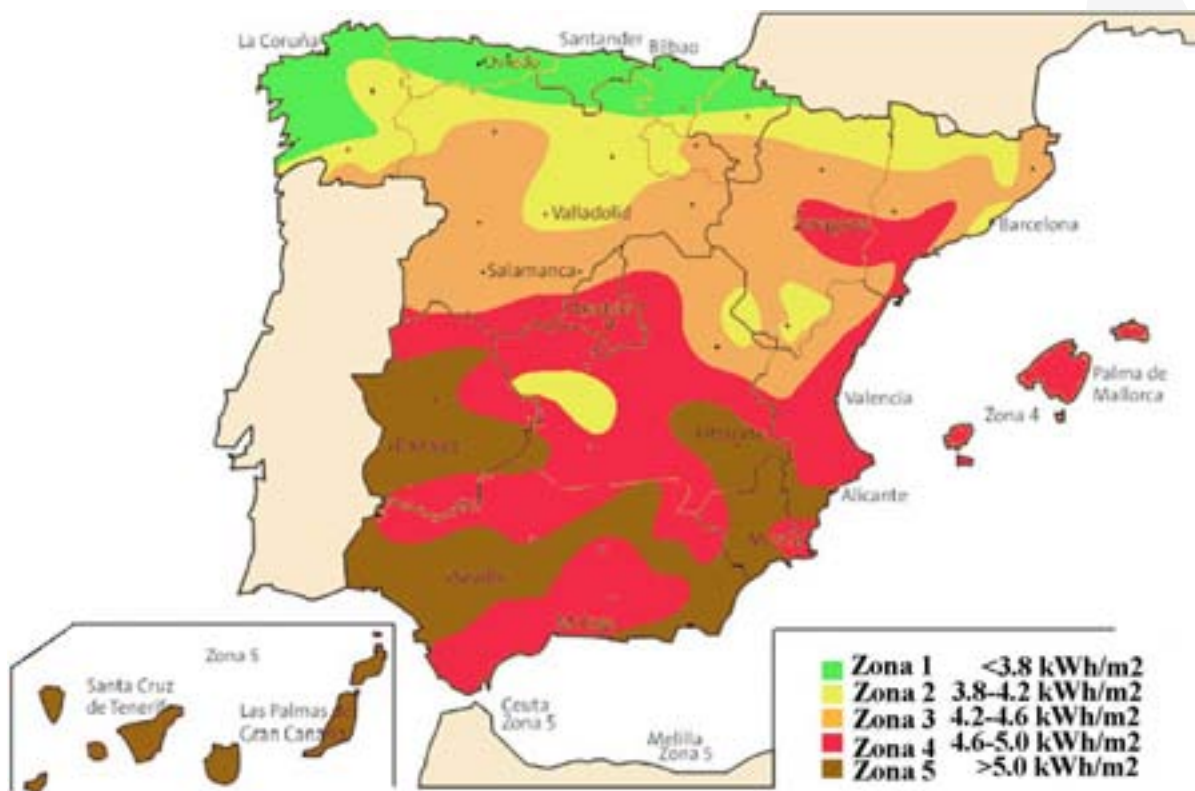 La Coruña
Santander
Bilbao
Oviedo
Valladolid
Barcelona
Salamanca
Palma de
Mallorca
Valencia
Zona 4
Alicante
Sevilla
Zona 5
Santa Cruz
de Tenerife
Las Palmas
Gran Cana
Ceuta
Zona 5
Melilla
Zona 5
Zona 1 <3.8 kWh/m2
Zona 2 3.8-4.2 kWh/m2
Zona 3 4.2-4.6 kWh/m2
Zona 4 4.6-5.0 kWh/m2
Zona 5 >5.0 kWh/m2